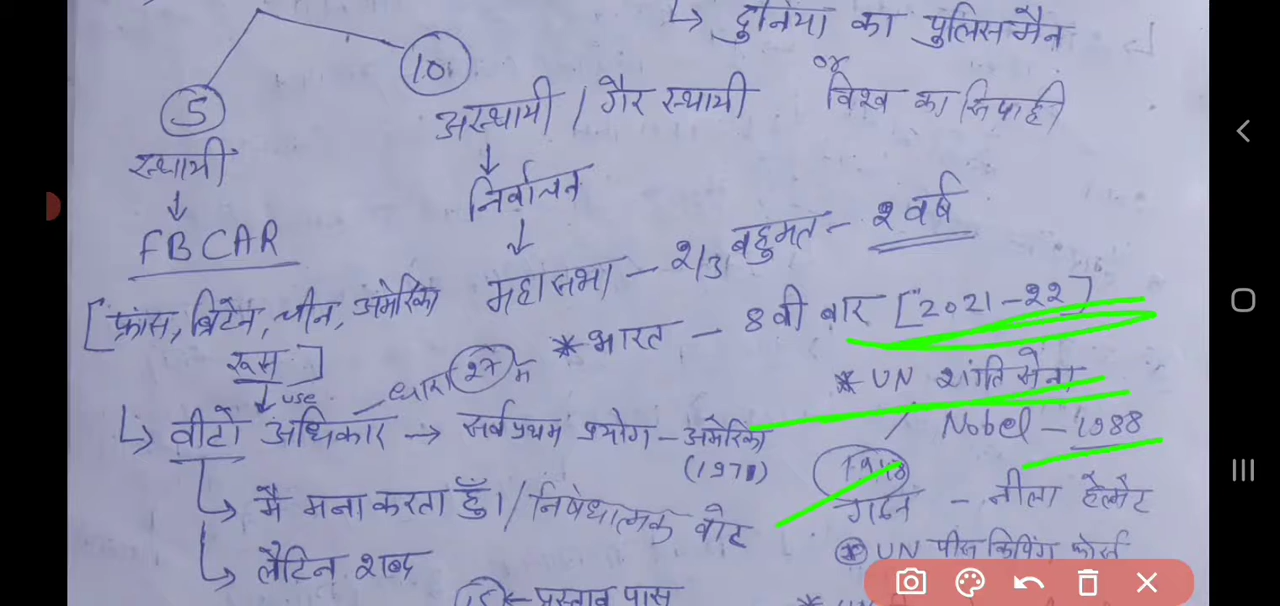 ↳ दुनिया का पुलिसमैन
or
विश्व का सिपाही
5
10
स्थायी
अस्थायी / गैर स्थायी
↓
↓
FBCAR
निर्वाचन
↓
[फ्रांस, ब्रिटेन, चीन, अमेरिका
रूस]
महासभा - 2/3 बहुमत - 2 वर्ष
* भारत - 8वी बार [2021-22]
↓ use
धारा 27 में
* UN शांति सेना
Nobel - 1988
↳ वीटो अधिकार → सर्वप्रथम प्रयोग - अमेरिका
(1970)
1948
गठन - नीला हेल्मेट
↳ मै मना करता हुँ। / निषेधात्मक वोट
* UN पीस किपिंग फोर्स
↳ लैटिन शब्द
प्रस्ताव पास